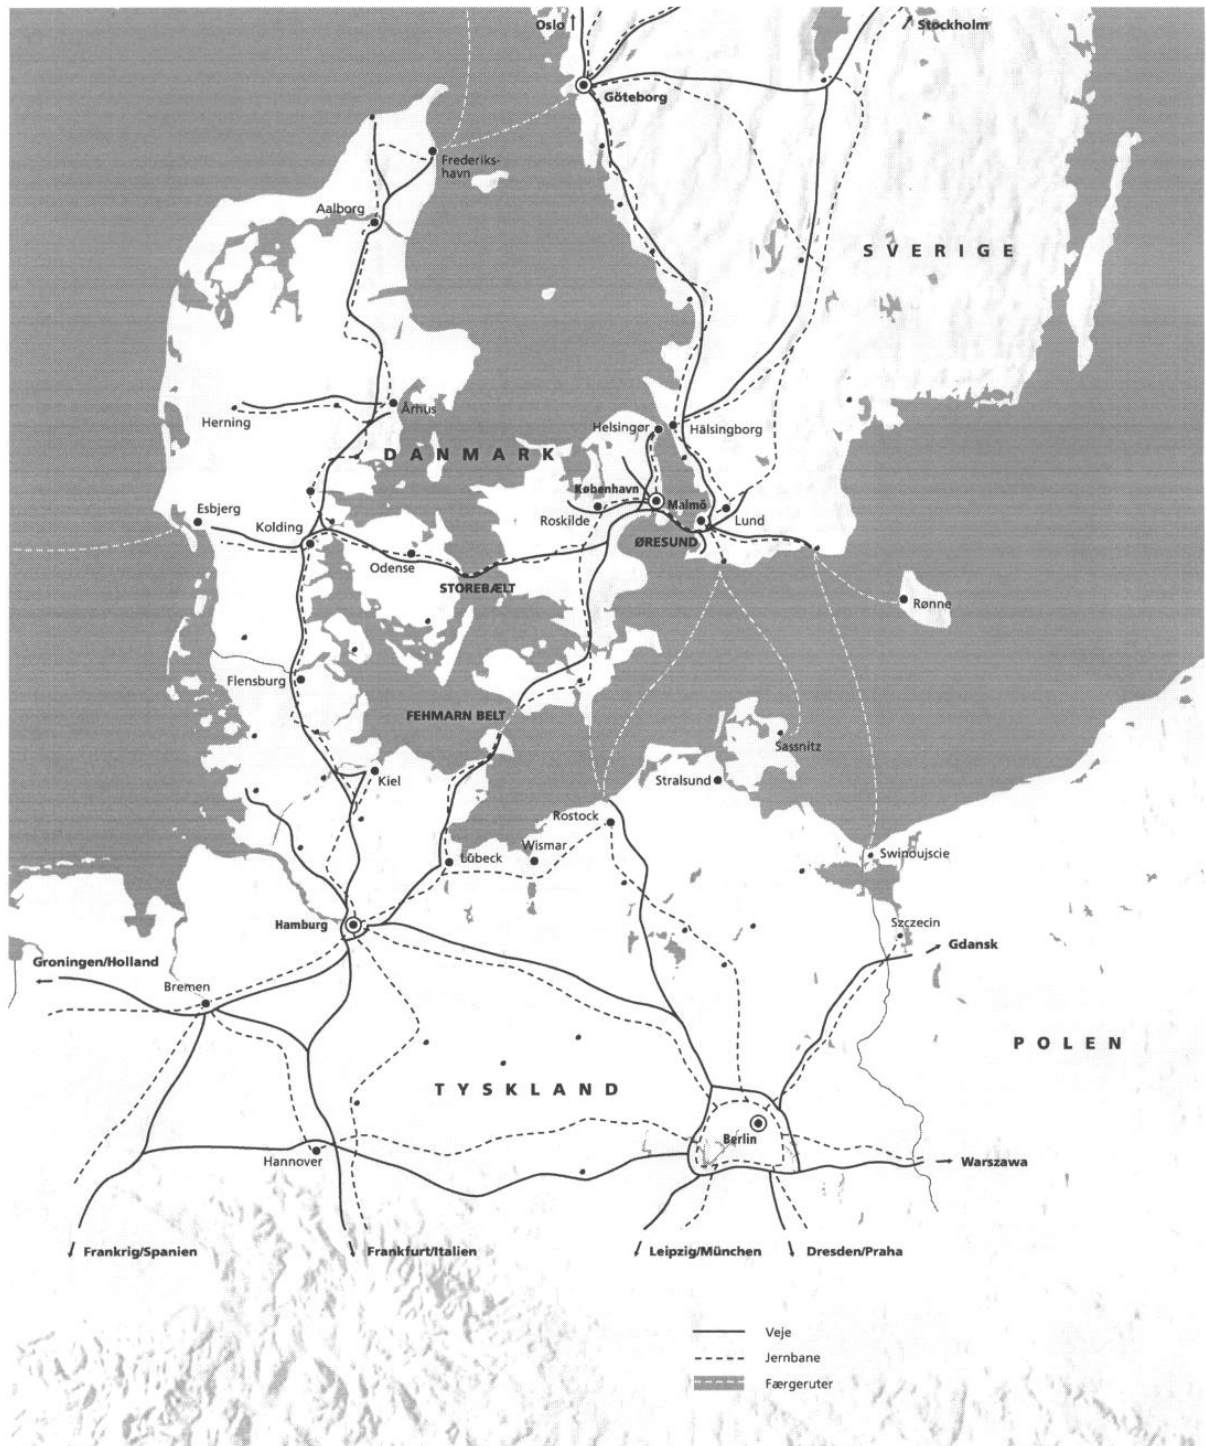 Oslo
Stockholm
Göteborg
Frederiks-
havn
Aalborg
SVERIGE
Århus
Herning
Helsingør
Hälsingborg
DANMARK
København
Malmö
Esbjerg
Kolding
Roskilde
Lund
ØRESUND
Odense
STOREBÆLT
Rønne
Flensburg
FEHMARN BELT
Sassnitz
Kiel
Stralsund
Rostock
Wismar
Lübeck
Swinoujscie
Hamburg
Szczecin
Gdansk
Groningen/Holland
Bremen
POLEN
TYSKLAND
Berlin
Hannover
Warszawa
Frankrig/Spanien
Frankfurt/Italien
Leipzig/München
Dresden/Praha
Veje
Jernbane
Færgeruter